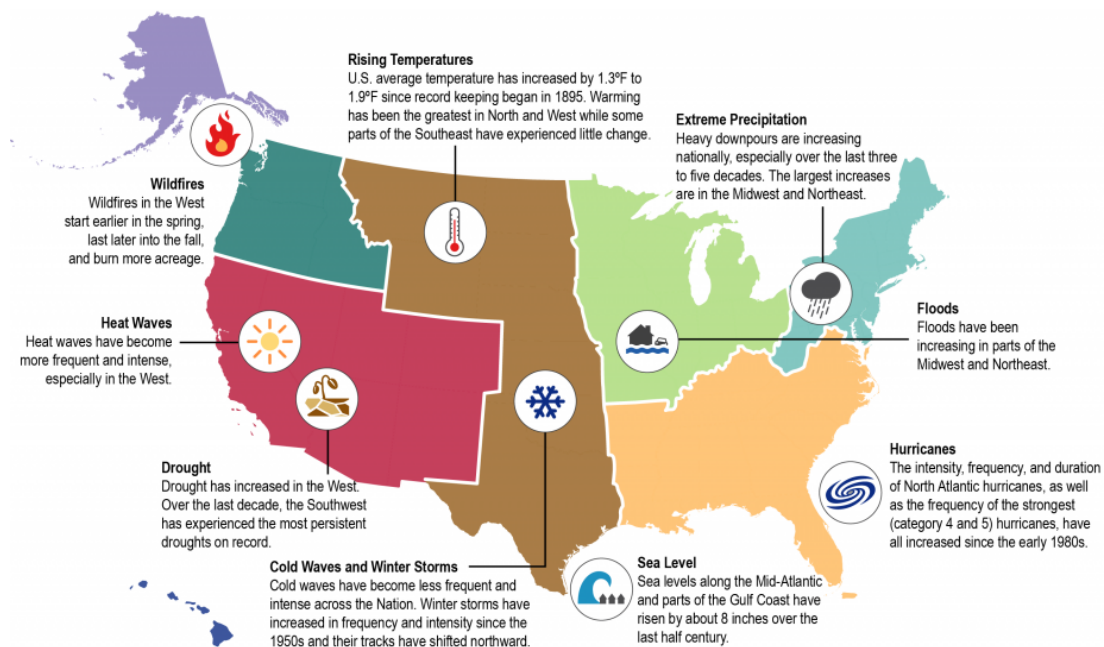 Rising Temperatures
U.S. average temperature has increased by 1.3ºF to
1.9ºF since record keeping began in 1895. Warming
has been the greatest in North and West while some
parts of the Southeast have experienced little change.
Extreme Precipitation
Heavy downpours are increasing
nationally, especially over the last three
to five decades. The largest increases
are in the Midwest and Northeast.
Wildfires
Wildfires in the West
start earlier in the spring,
last later into the fall,
and burn more acreage.
Heat Waves
Heat waves have become
more frequent and intense,
especially in the West.
Floods
Floods have been
increasing in parts of the
Midwest and Northeast.
Drought
Drought has increased in the West.
Over the last decade, the Southwest
has experienced the most persistent
droughts on record.
Hurricanes
The intensity, frequency, and duration
of North Atlantic hurricanes, as well
as the frequency of the strongest
(category 4 and 5) hurricanes, have
all increased since the early 1980s.
Cold Waves and Winter Storms
Cold waves have become less frequent and
intense across the Nation. Winter storms have
increased in frequency and intensity since the
1950s and their tracks have shifted northward.
Sea Level
Sea levels along the Mid-Atlantic
and parts of the Gulf Coast have
risen by about 8 inches over the
last half century.